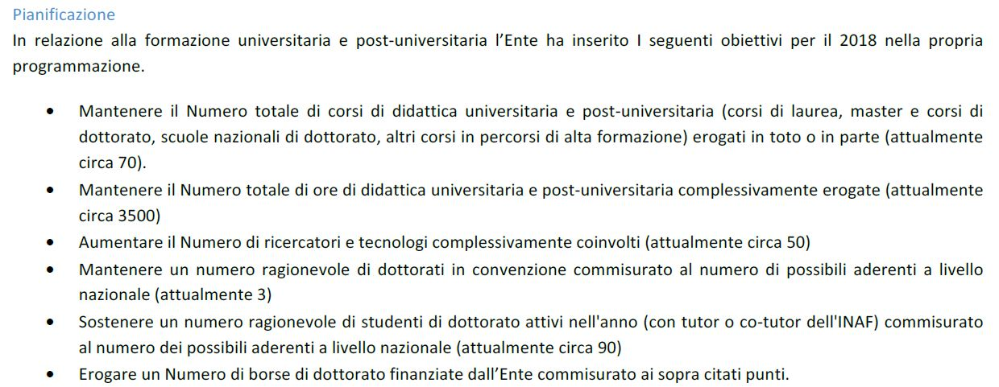 Pianificazione
In relazione alla formazione universitaria e post-universitaria l’Ente ha inserito I seguenti obiettivi per il 2018 nella propria
programmazione.
• Mantenere il Numero totale di corsi di didattica universitaria e post-universitaria (corsi di laurea, master e corsi di
dottorato, scuole nazionali di dottorato, altri corsi in percorsi di alta formazione) erogati in toto o in parte (attualmente
circa 70).
• Mantenere il Numero totale di ore di didattica universitaria e post-universitaria complessivamente erogate (attualmente
circa 3500)
• Aumentare il Numero di ricercatori e tecnologi complessivamente coinvolti (attualmente circa 50)
• Mantenere un numero ragionevole di dottorati in convenzione commisurato al numero di possibili aderenti a livello
nazionale (attualmente 3)
• Sostenere un numero ragionevole di studenti di dottorato attivi nell'anno (con tutor o co-tutor dell'INAF) commisurato
al numero dei possibili aderenti a livello nazionale (attualmente circa 90)
• Erogare un Numero di borse di dottorato finanziate dall’Ente commisurato ai sopra citati punti.